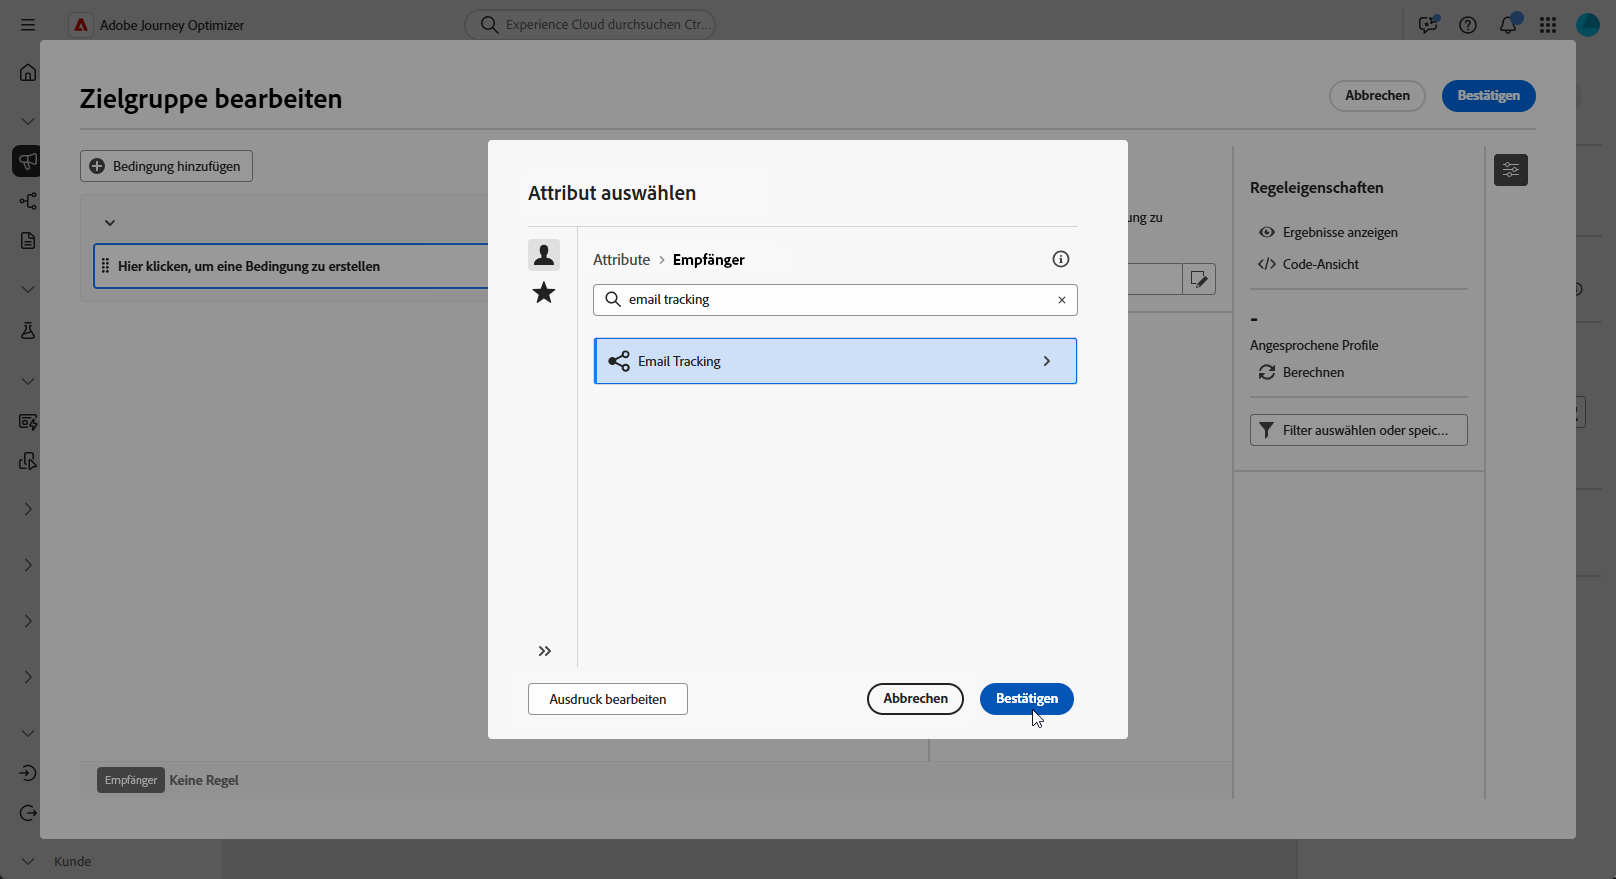 Adobe Journey Optimizer
Experience Cloud durchsuchen Ctr...
Zielgruppe bearbeiten
Abbrechen
Bestätigen
Bedingung hinzufügen
Hier klicken, um eine Bedingung zu erstellen
Attribut auswählen
Attribute > Empfänger
email tracking
Email Tracking
Ausdruck bearbeiten
Abbrechen
Bestätigen
ung zu
Regeleigenschaften
Ergebnisse anzeigen
</> Code-Ansicht
-
Angesprochene Profile
Berechnen
Filter auswählen oder speic...
Empfänger Keine Regel
Kunde